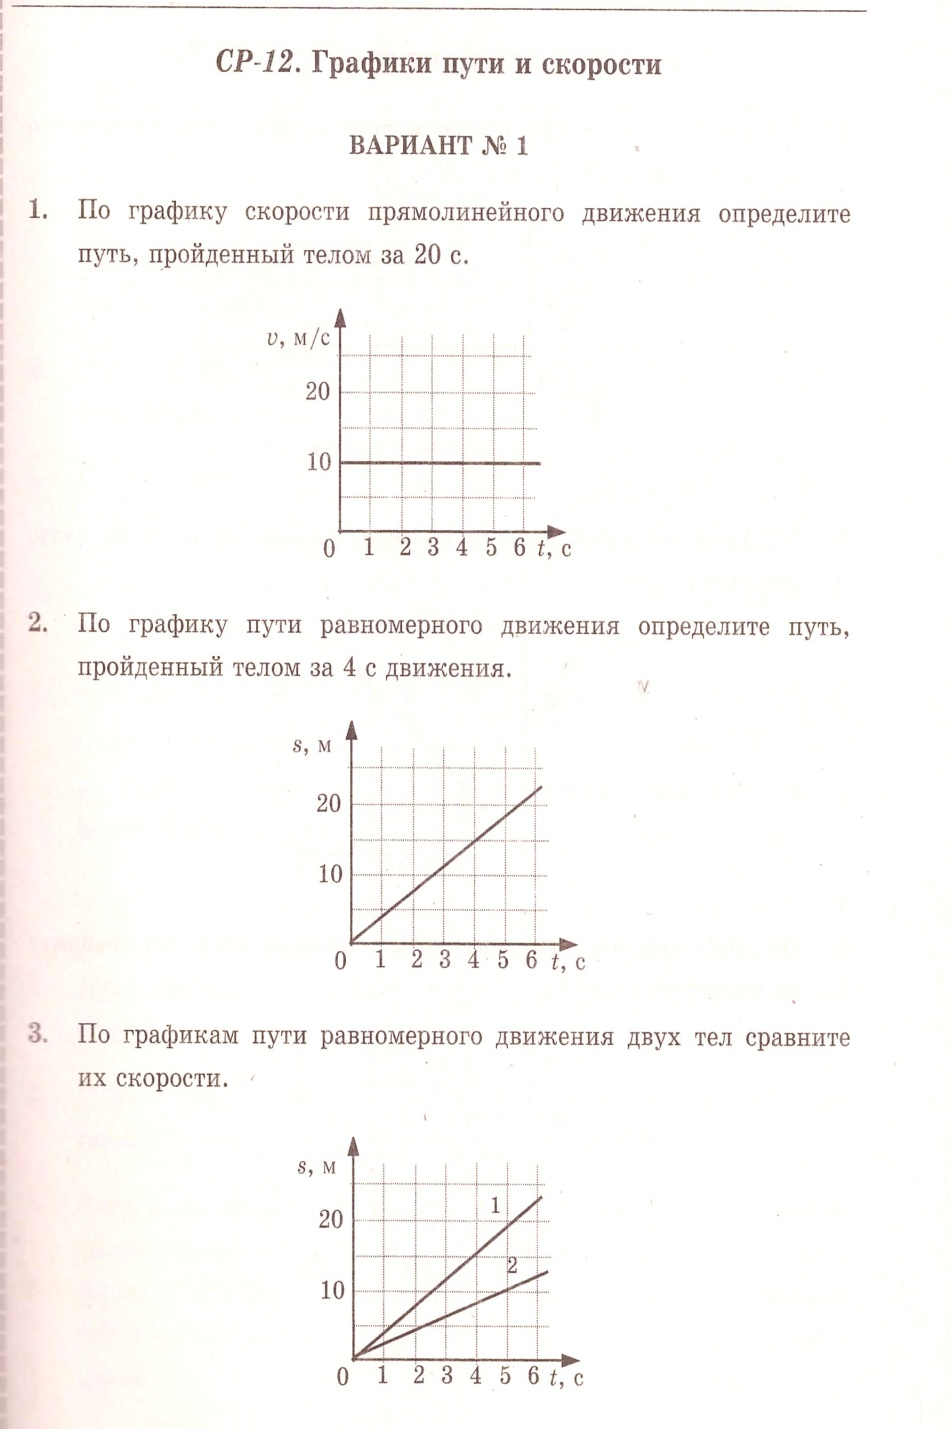 СР-12. Графики пути и скорости
ВАРИАНТ № 1
1. По графику скорости прямолинейного движения определите
путь, пройденный телом за 20 с.
v, м/с
20
10
0 1 2 3 4 5 6 t, с
2. По графику пути равномерного движения определите путь,
пройденный телом за 4 с движения.
s, м
20
10
0 1 2 3 4 5 6 t, с
3. По графикам пути равномерного движения двух тел сравните
их скорости.
s, м
1
20
2
10
0 1 2 3 4 5 6 t, с